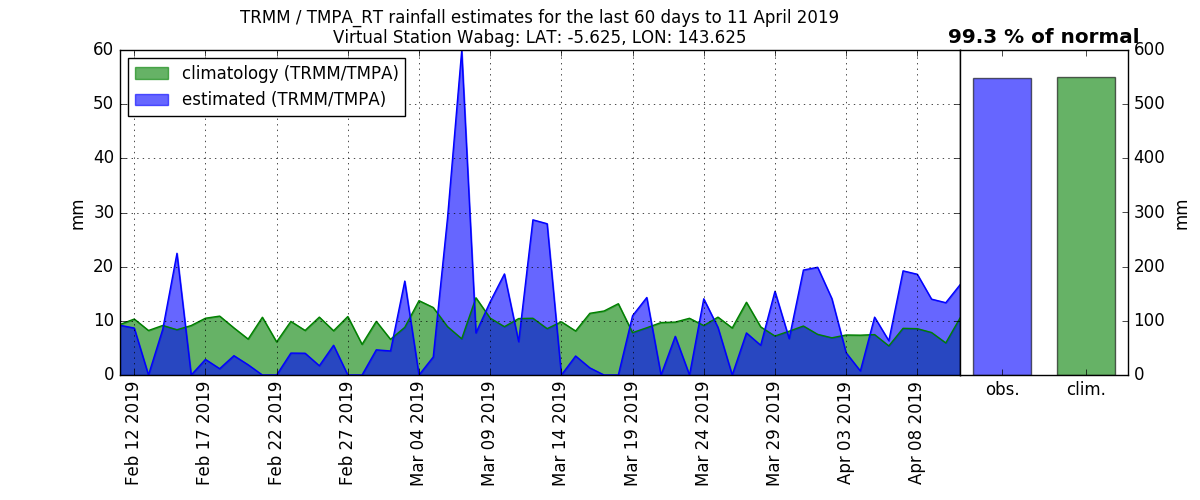 TRMM / TMPA_RT rainfall estimates for the last 60 days to 11 April 2019
Virtual Station Wabag: LAT: -5.625, LON: 143.625
99.3 % of normal
climatology (TRMM/TMPA)
estimated (TRMM/TMPA)
60
50
40
30
20
10
0
mm
600
500
400
300
200
100
0
mm
obs.
clim.
Feb 12 2019
Feb 17 2019
Feb 22 2019
Feb 27 2019
Mar 04 2019
Mar 09 2019
Mar 14 2019
Mar 19 2019
Mar 24 2019
Mar 29 2019
Apr 03 2019
Apr 08 2019